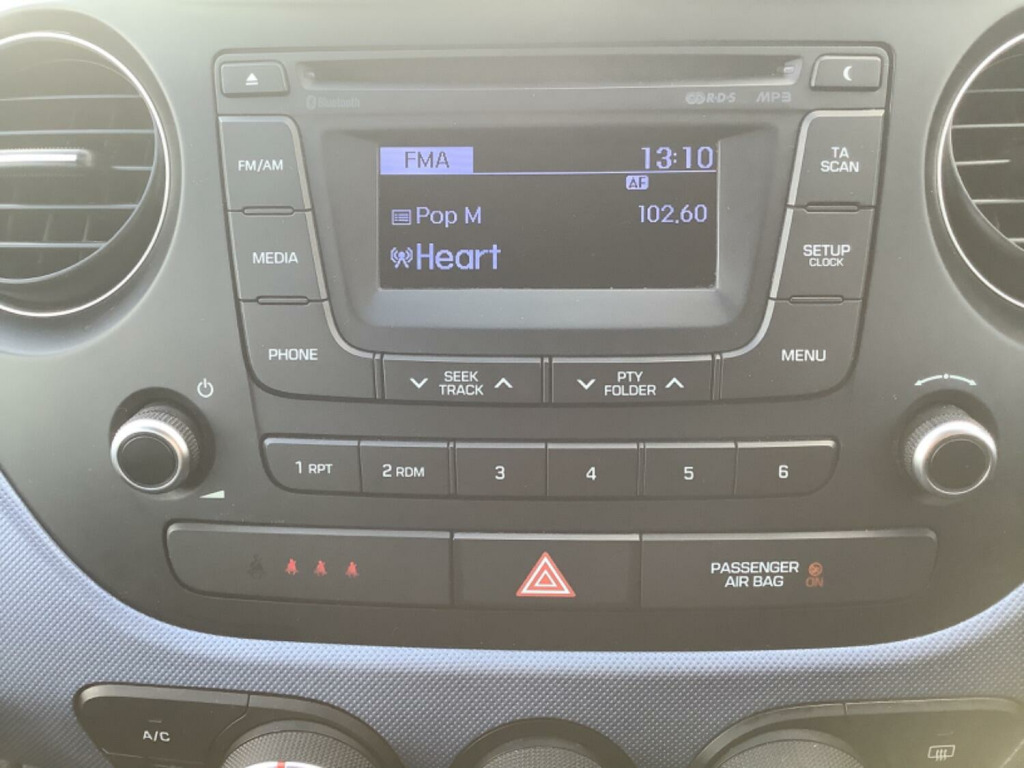 Bluetooth
R·D·S MP3
FM/AM
FMA 13:10
TA
SCAN
AF
Pop M 102.60
MEDIA
Heart
SETUP
CLOCK
PHONE
SEEK
TRACK
PTY
FOLDER
MENU
1 RPT 2 RDM 3 4 5 6
PASSENGER
AIR BAG ON
A/C